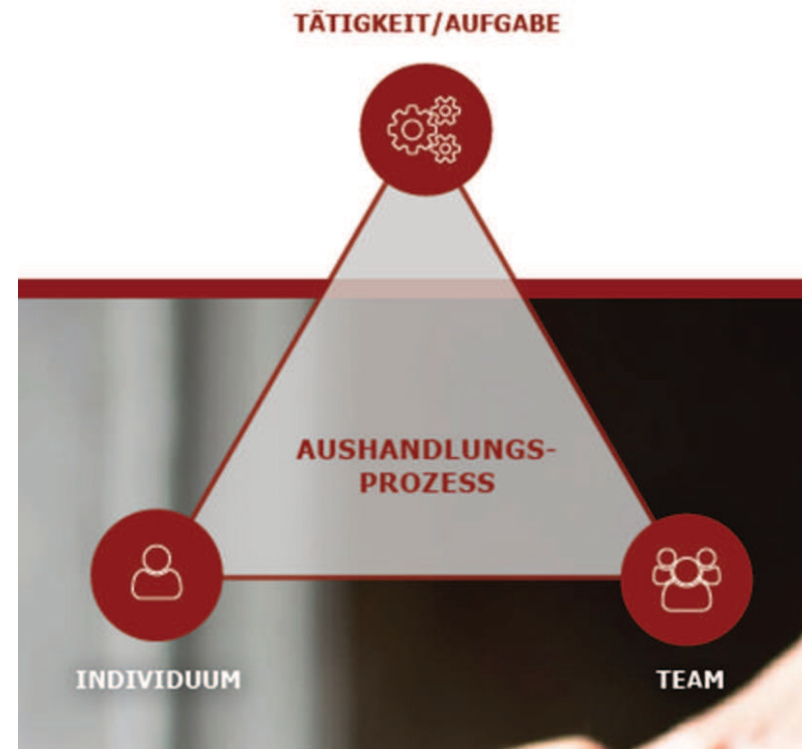 TÄTIGKEIT/AUFGABE
AUSHANDLUNGS-
PROZESS
INDIVIDUUM
TEAM